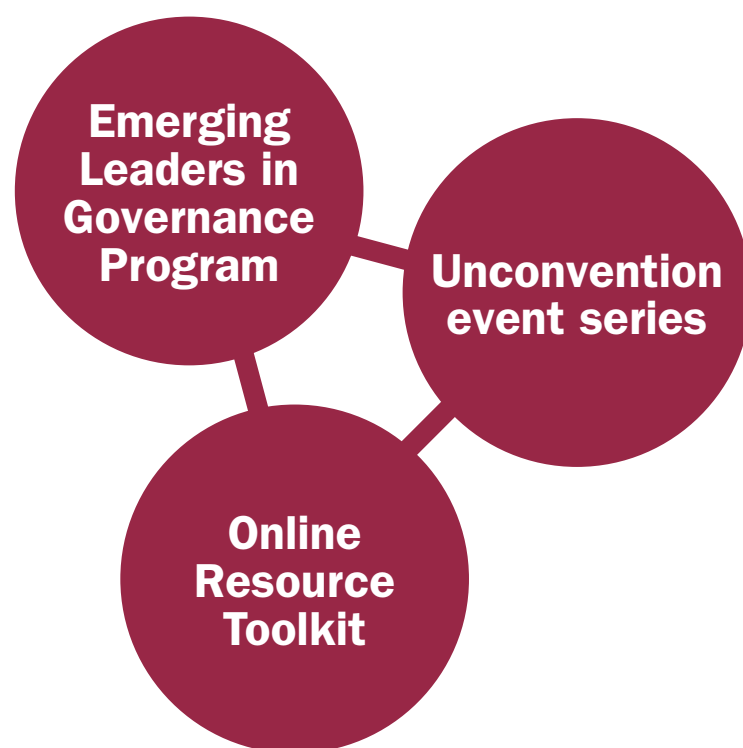 Emerging
Leaders in
Governance
Program
Unconvention
event series
Online
Resource
Toolkit